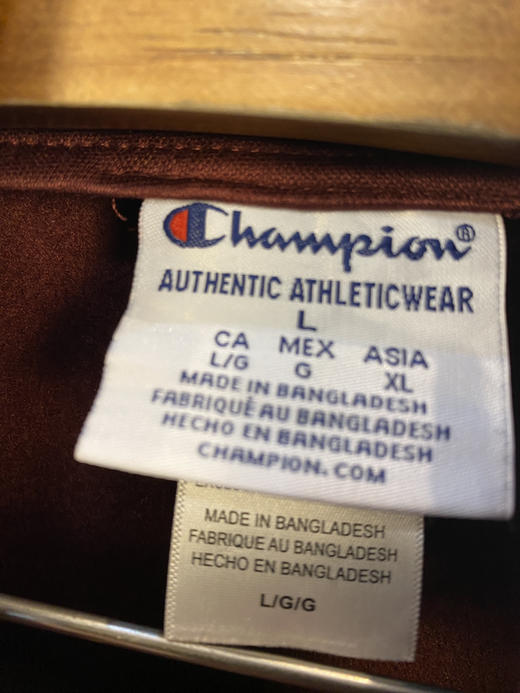 Champion®
AUTHENTIC ATHLETICWEAR
L
CA MEX ASIA
L/G G XL
MADE IN BANGLADESH
FABRIQUÉ AU BANGLADESH
HECHO EN BANGLADESH
CHAMPION.COM
MADE IN BANGLADESH
FABRIQUE AU BANGLADESH
HECHO EN BANGLADESH
L/G/G